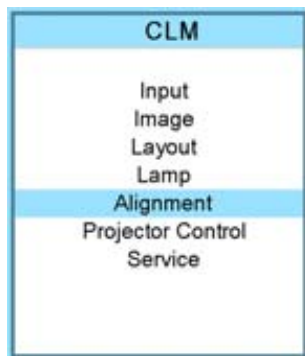 CLM
Input
Image
Layout
Lamp
Alignment
Projector Control
Service